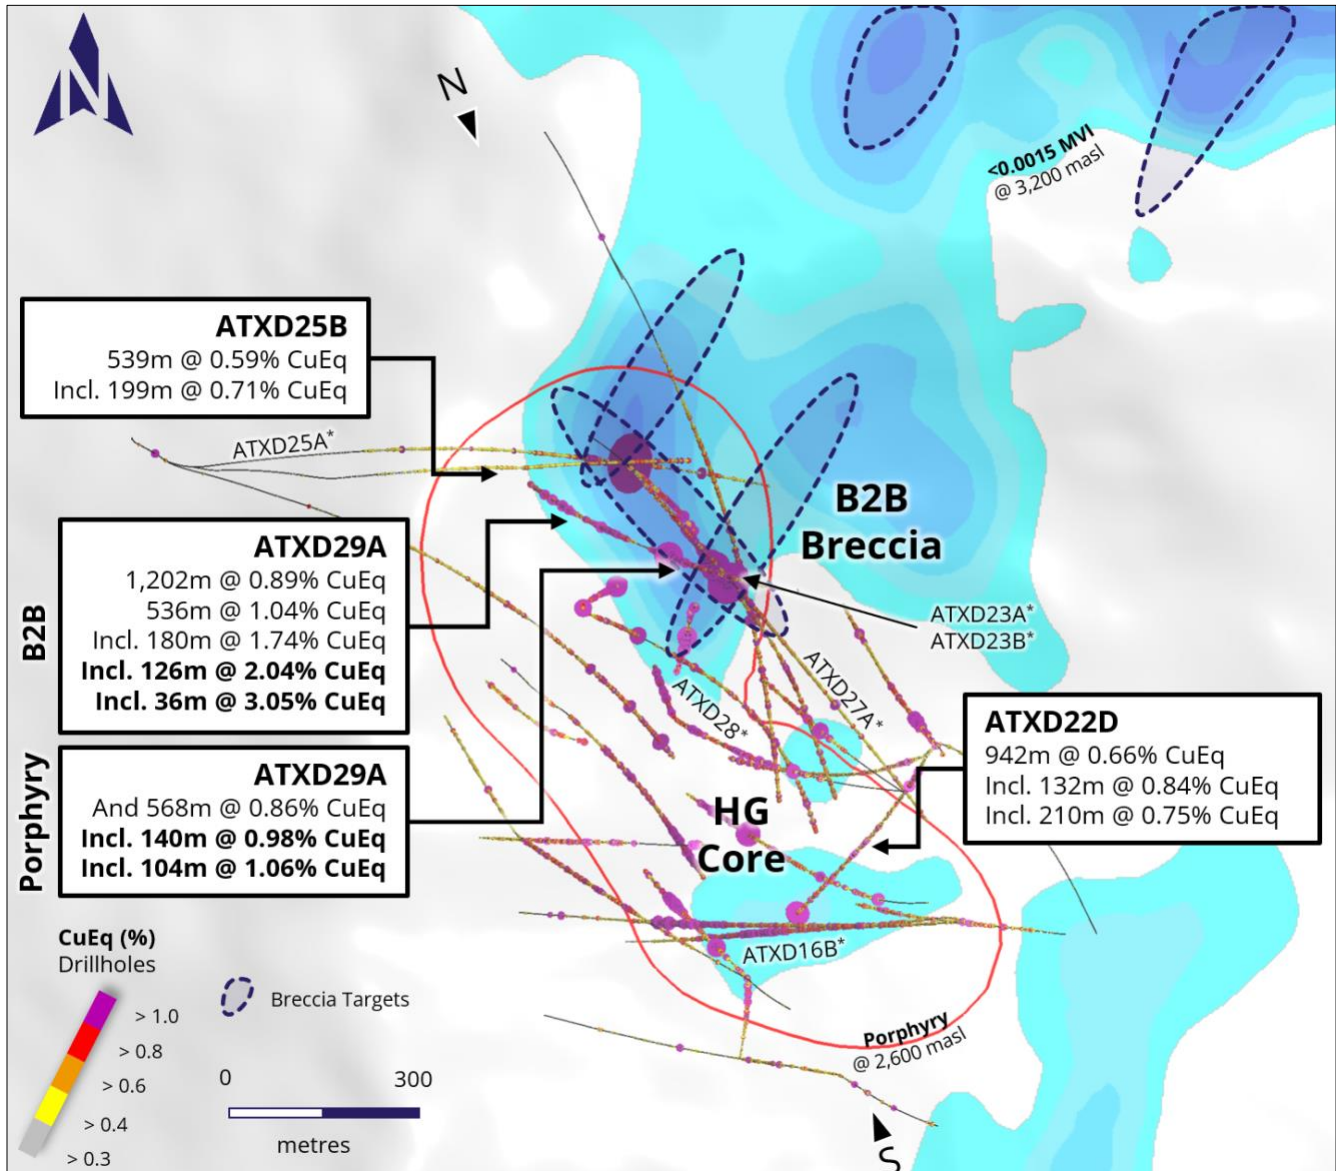 N
N
<0.0015 MVI
@ 3,200 masl
ATXD25B
539m @ 0.59% CuEq
Incl. 199m @ 0.71% CuEq
ATXD25A*
B2B
Breccia
B2B
ATXD29A
1,202m @ 0.89% CuEq
536m @ 1.04% CuEq
Incl. 180m @ 1.74% CuEq
Incl. 126m @ 2.04% CuEq
Incl. 36m @ 3.05% CuEq
ATXD23A*
ATXD23B*
ATXD27A*
ATXD28*
Porphyry
ATXD29A
And 568m @ 0.86% CuEq
Incl. 140m @ 0.98% CuEq
Incl. 104m @ 1.06% CuEq
ATXD22D
942m @ 0.66% CuEq
Incl. 132m @ 0.84% CuEq
Incl. 210m @ 0.75% CuEq
HG
Core
ATXD16B*
Porphyry
@ 2,600 masl
CuEq (%)
Drillholes
> 1.0
> 0.8
> 0.6
> 0.4
> 0.3
Breccia Targets
0 300
metres
S